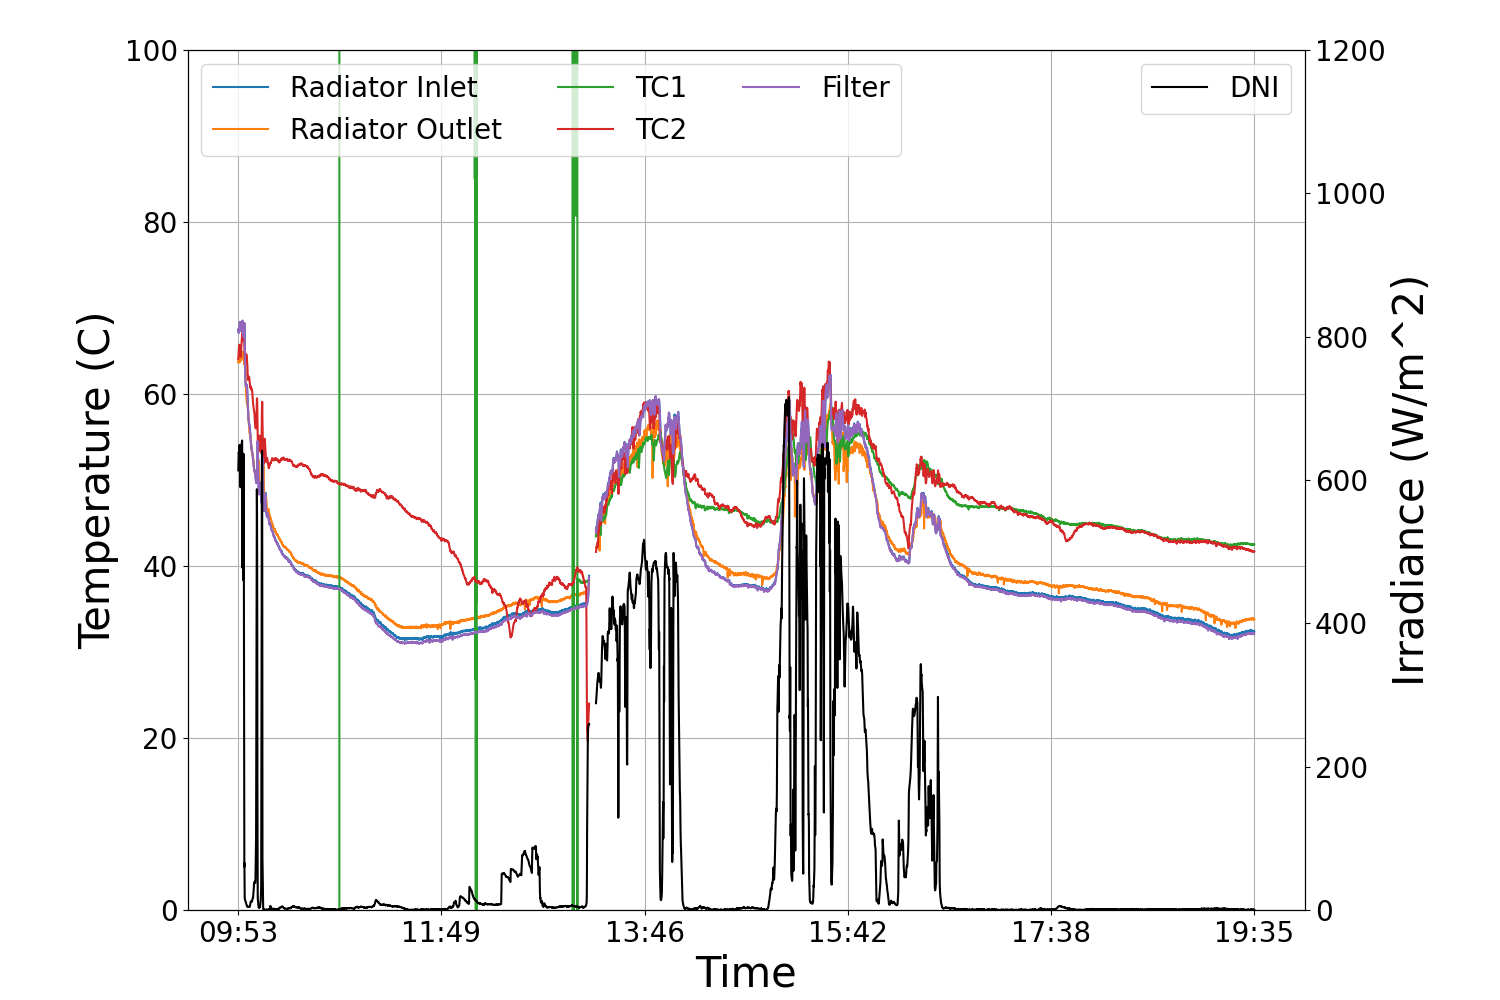 100
80
60
40
20
0
Temperature (C)
Radiator Inlet
Radiator Outlet
TC1
TC2
Filter
DNI
1200
1000
800
600
400
200
0
Irradiance (W/m^2)
09:53 11:49 13:46 15:42 17:38 19:35
Time